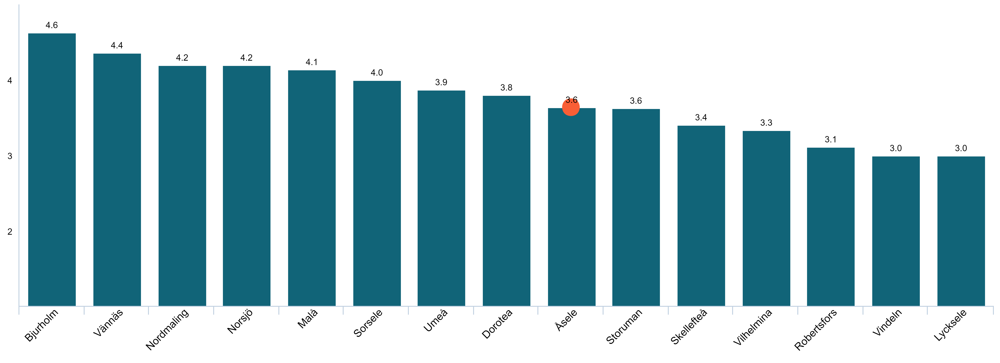 4.6
4.4
4.2
4.2
4.1
4.0
3.9
3.8
3.6
3.6
3.4
3.3
3.1
3.0
3.0
4
3
2
Bjurholm
Vännäs
Nordmaling
Norsjö
Malå
Sorsele
Umeå
Dorotea
Åsele
Storuman
Skellefteå
Vilhelmina
Robertsfors
Vindeln
Lycksele